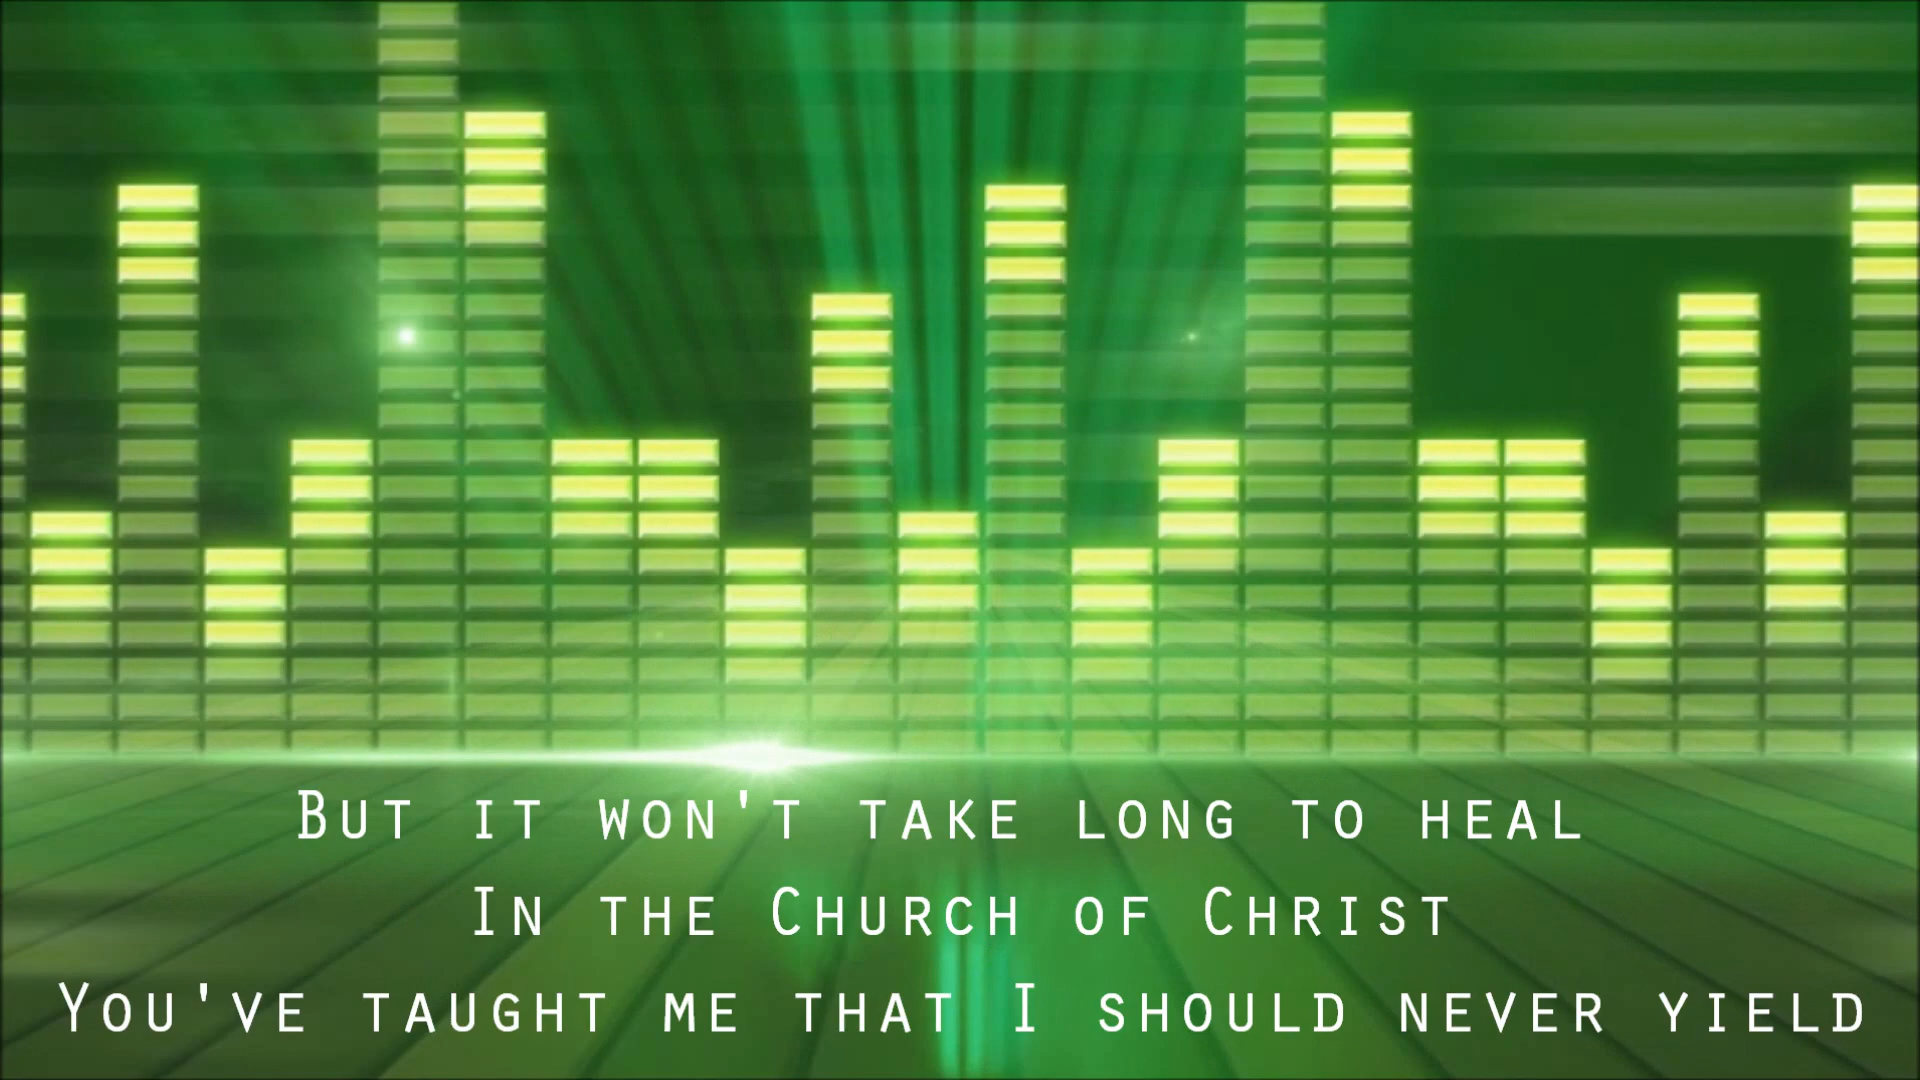 But it won't take long to heal
In the Church of Christ
You've taught me that I should never yield